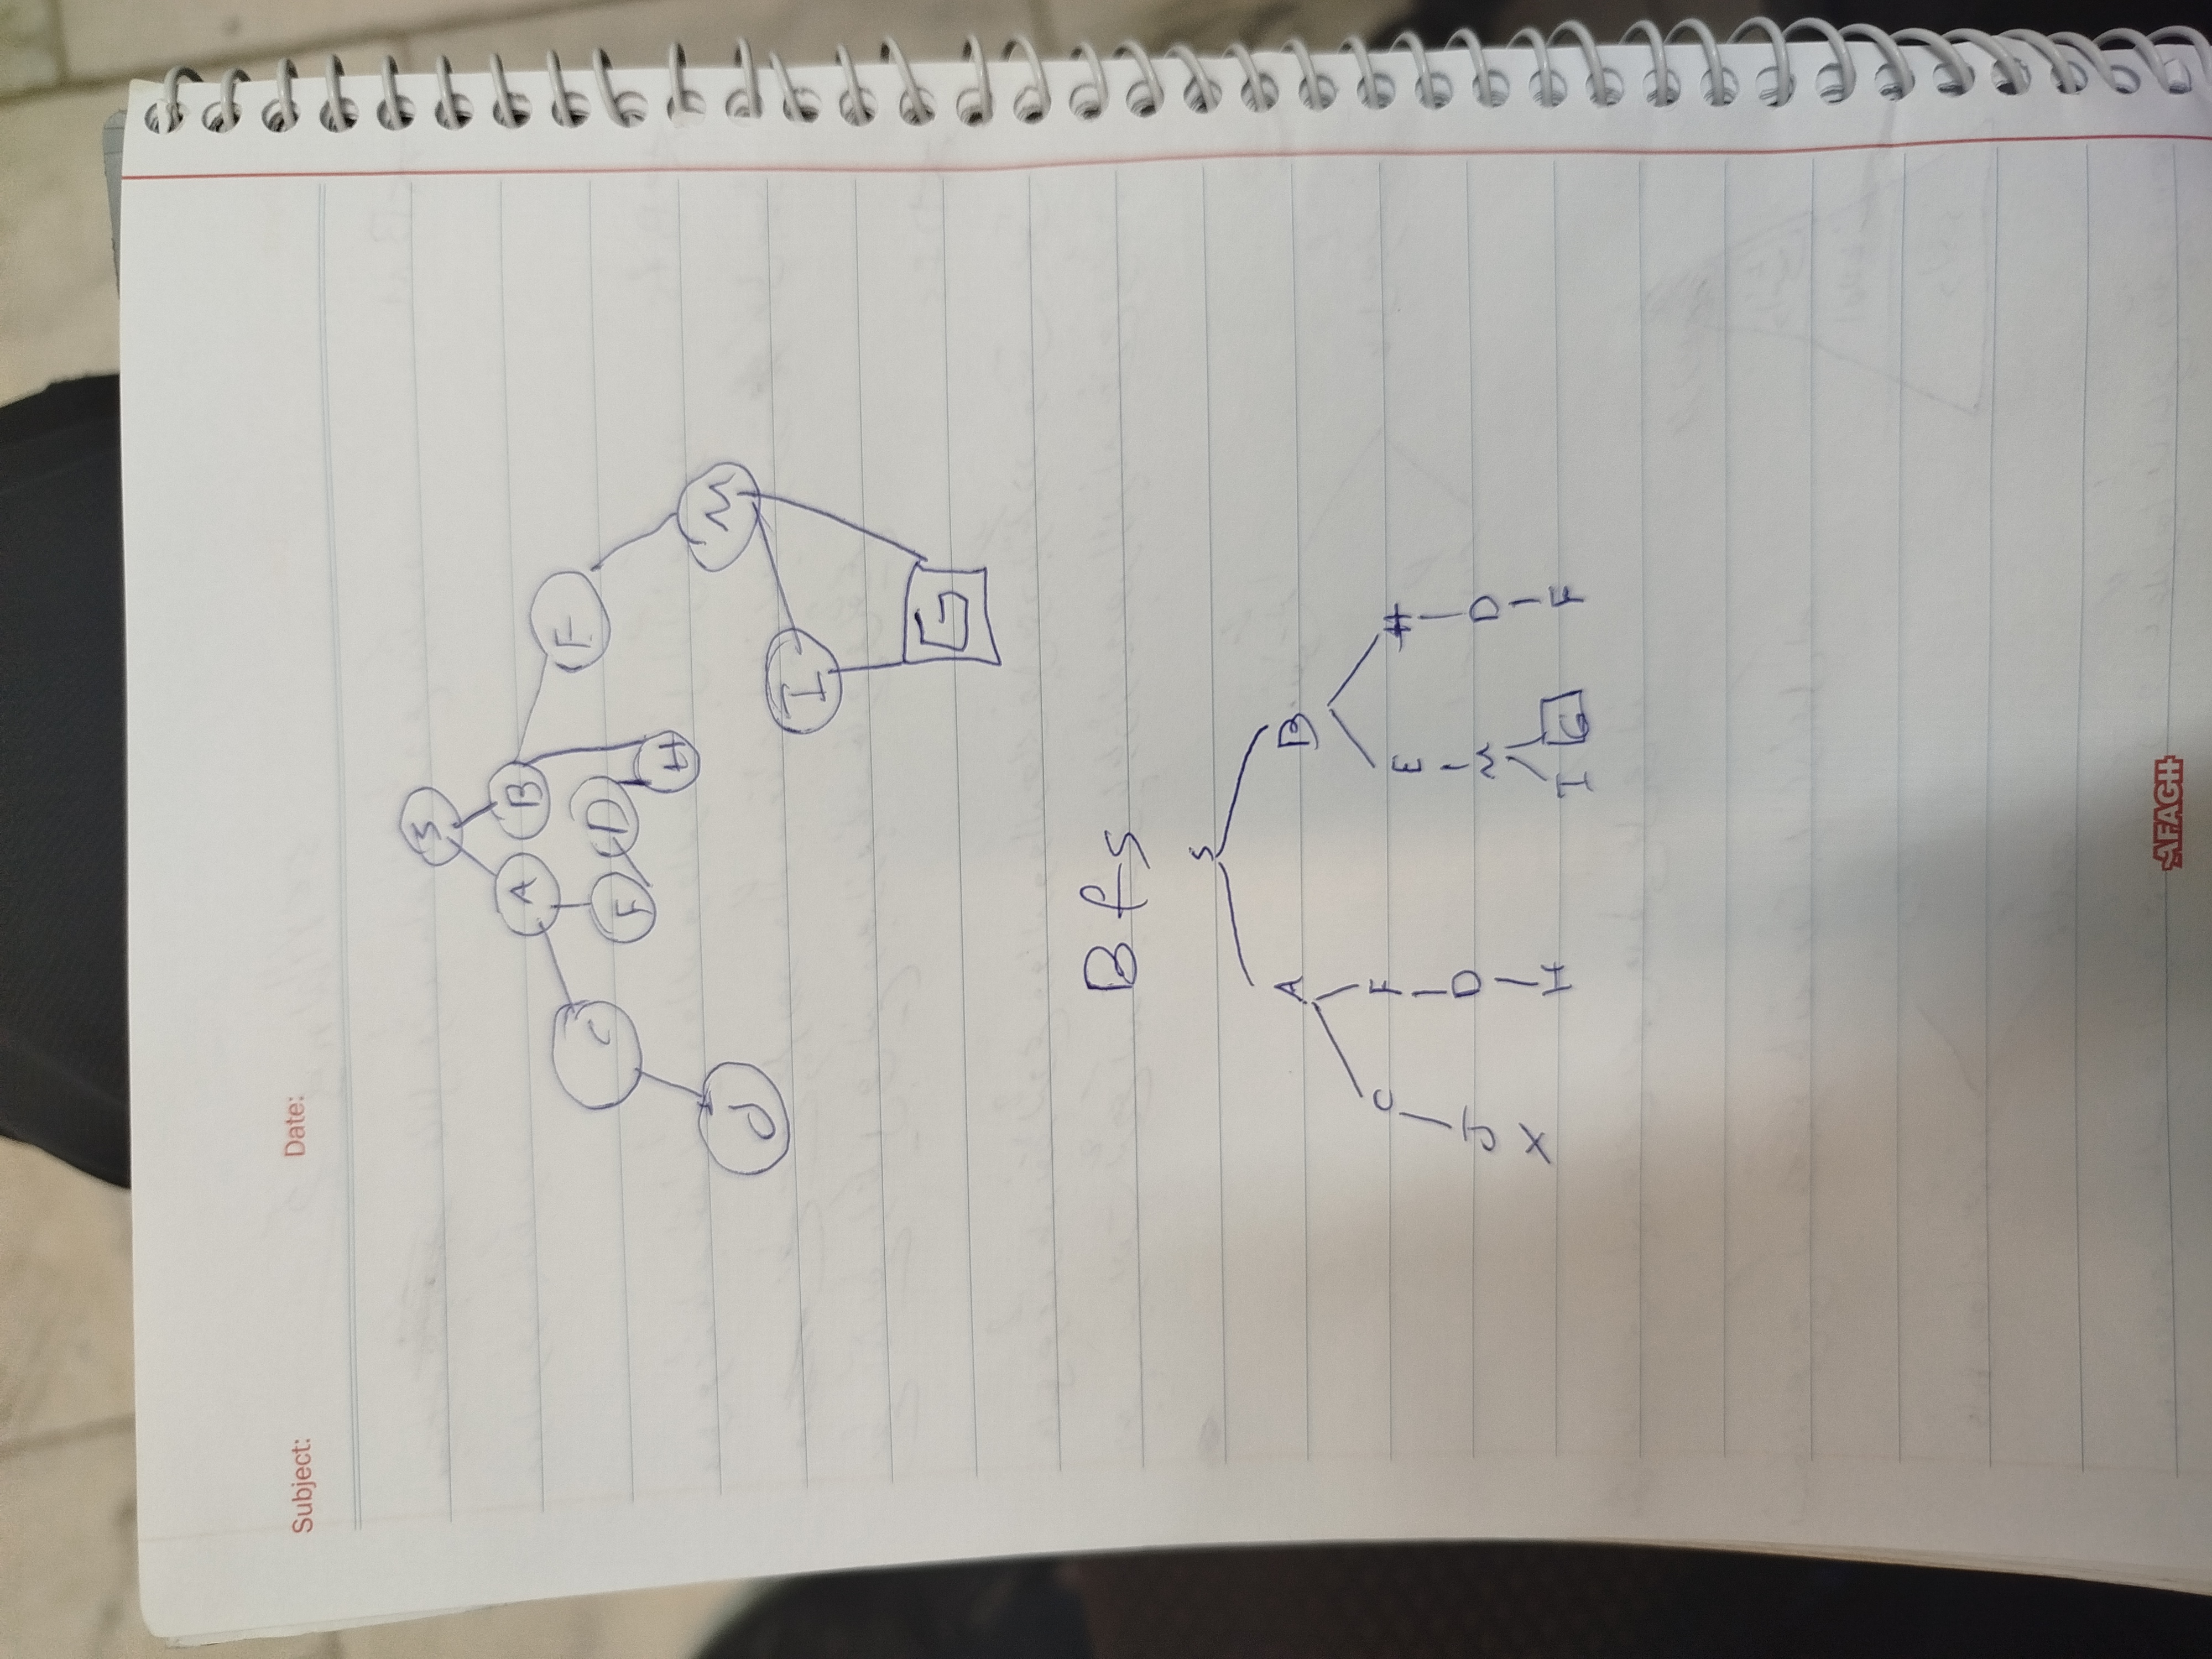 Subject: Date:
S
A B F
C F D H M
J I
G
Bfs
S
A B
C F E H
J D M D
X H I G F
AFAGH